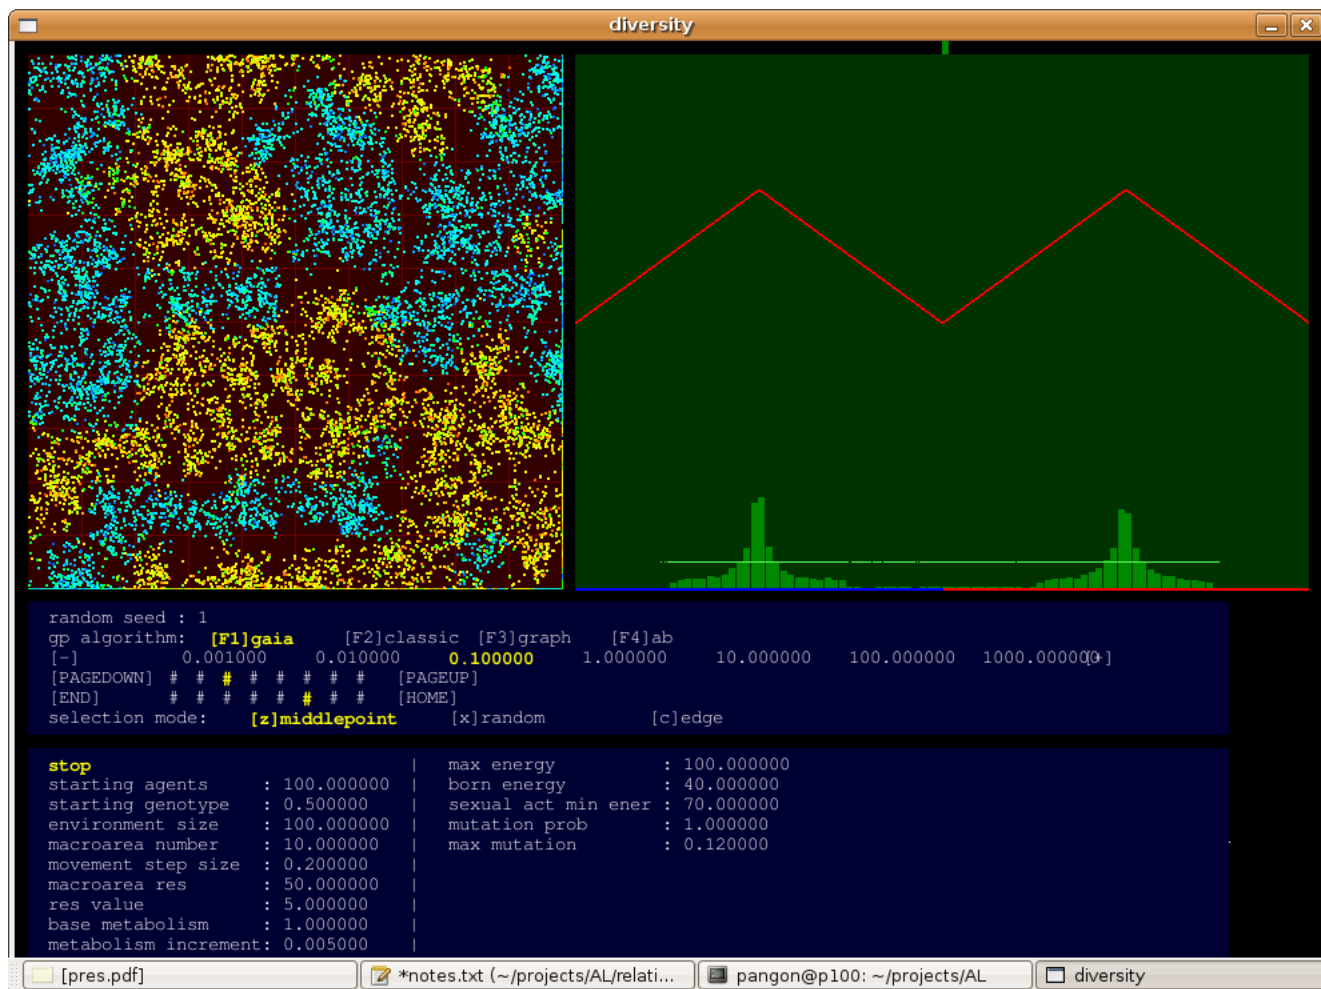 diversity
random seed : 1
gp algorithm: [F1]gaia [F2]classic [F3]graph [F4]ab
[-] 0.001000 0.010000 0.100000 1.000000 10.000000 100.000000 1000.000000[+]
[PAGEDOWN] # # # # # # # # [PAGEUP]
[END] # # # # # # # # [HOME]
selection mode: [z]middlepoint [x]random [c]edge
stop | max energy : 100.000000
starting agents : 100.000000 | born energy : 40.000000
starting genotype : 0.500000 | sexual act min ener : 70.000000
environment size : 100.000000 | mutation prob : 1.000000
macroarea number : 10.000000 | max mutation : 0.120000
movement step size : 0.200000 |
macroarea res : 50.000000 |
res value : 5.000000 |
base metabolism : 1.000000 |
metabolism increment: 0.005000 |
[pres.pdf] *notes.txt (~/projects/AL/relati... pangon@p100: ~/projects/AL diversity